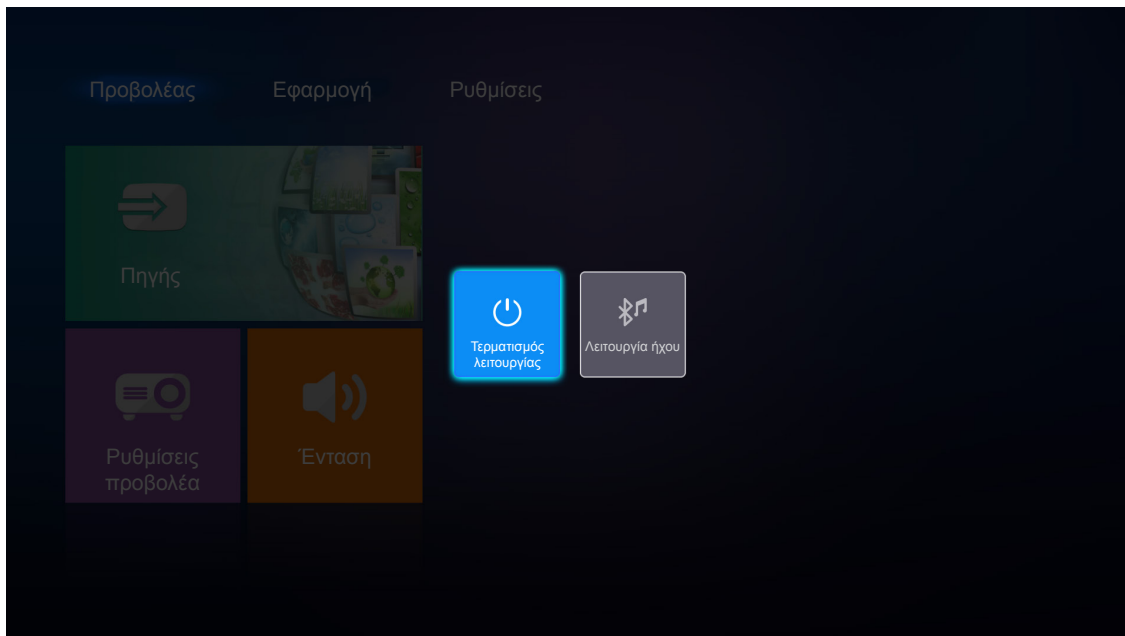 Προβολέας Εφαρμογή Ρυθμίσεις
Πηγής
Τερματισμός
λειτουργίας
Λειτουργία ήχου
Ρυθμίσεις
προβολέα
Ένταση